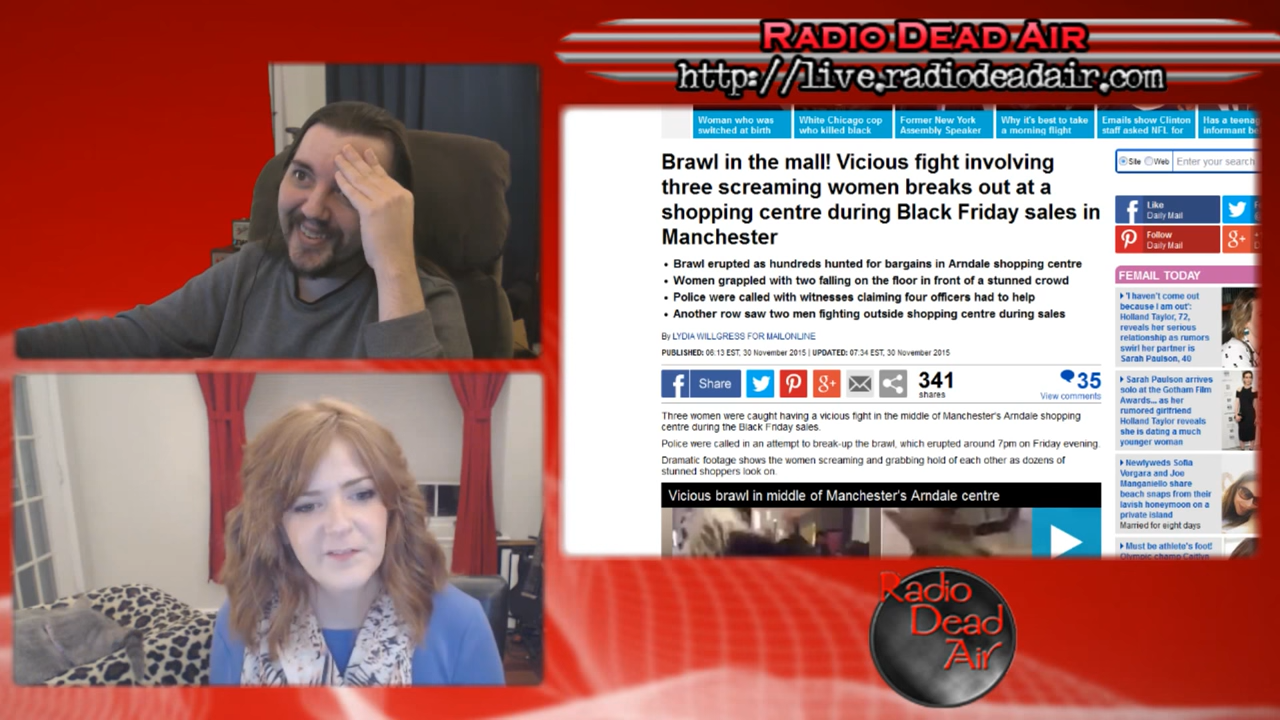 Radio Dead Air
http://live.radiodeadair.com
Woman who was
switched at birth
White Chicago cop
who killed black
Former New York
Assembly Speaker
Why it's best to take
a morning flight
Emails show Clinton
staff asked NFL for
Has a teenag
informant be
Brawl in the mall! Vicious fight involving
three screaming women breaks out at a
shopping centre during Black Friday sales in
Manchester
Brawl erupted as hundreds hunted for bargains in Arndale shopping centre
Women grappled with two falling on the floor in front of a stunned crowd
Police were called with witnesses claiming four officers had to help
Another row saw two men fighting outside shopping centre during sales
By LYDIA WILLGRESS FOR MAILONLINE
PUBLISHED: 06:13 EST, 30 November 2015 | UPDATED: 07:34 EST, 30 November 2015
Share
341
shares
35
View comments
Three women were caught having a vicious fight in the middle of Manchester's Arndale shopping
centre during the Black Friday sales.
Police were called in an attempt to break-up the brawl, which erupted around 7pm on Friday evening.
Dramatic footage shows the women screaming and grabbing hold of each other as dozens of
stunned shoppers look on.
Vicious brawl in middle of Manchester's Arndale centre
Site Web Enter your search
Like
Daily Mail
Follow
Daily Mail
FEMAIL TODAY
'I haven't come out
because I am out':
Holland Taylor, 72,
reveals her serious
relationship as rumors
swirl her partner is
Sarah Paulson, 40
Sarah Paulson arrives
solo at the Gotham Film
Awards... as her
rumored girlfriend
Holland Taylor reveals
she is dating a much
younger woman
Newlyweds Sofia
Vergara and Joe
Manganiello share
beach snaps from their
lavish honeymoon on a
private island
Married for eight days
Must be athlete's foot!
Radio
Dead
Air